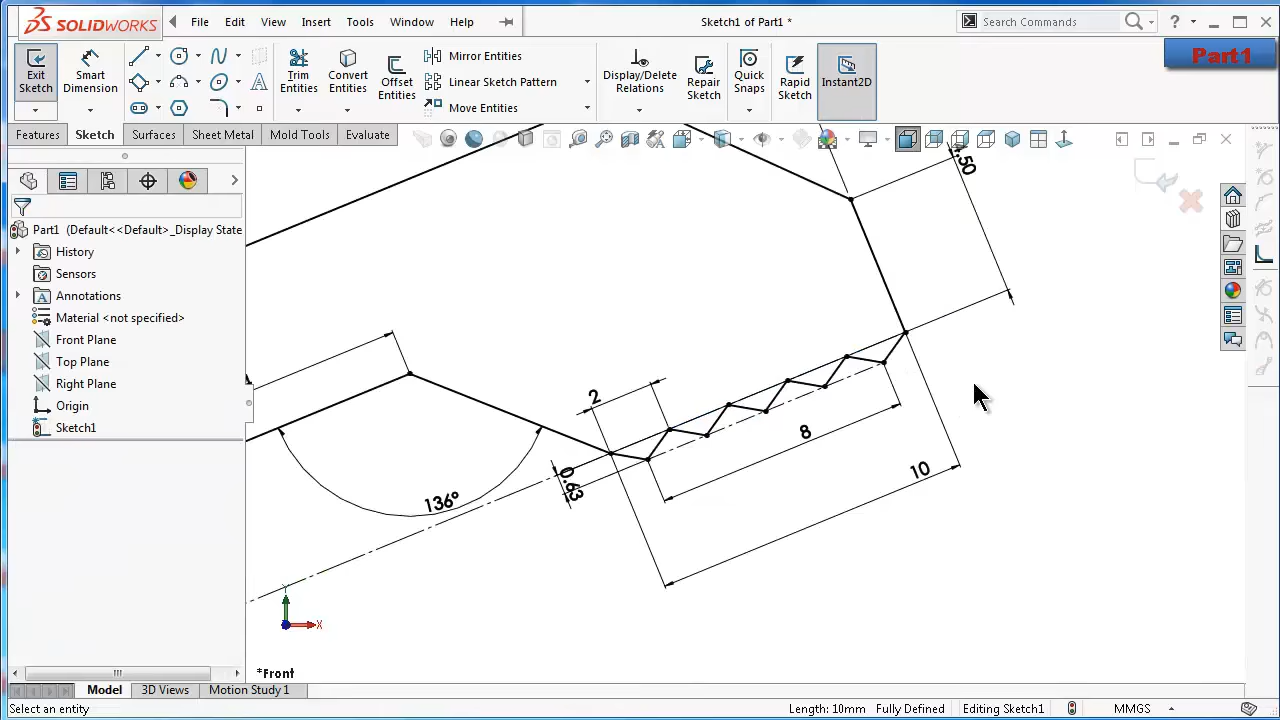 SOLIDWORKS File Edit View Insert Tools Window Help Sketch1 of Part1 * Search Commands ?
Part1
Exit Sketch Smart Dimension Trim Entities Convert Entities Offset Entities Mirror Entities Linear Sketch Pattern Move Entities Display/Delete Relations Repair Sketch Quick Snaps Rapid Sketch Instant2D
Features Sketch Surfaces Sheet Metal Mold Tools Evaluate
Part1 (Default<<Default>_Display State
History
Sensors
Annotations
Material <not specified>
Front Plane
Top Plane
Right Plane
Origin
Sketch1
4.50
2
8
10
0.63
136°
Y
X
*Front
Model 3D Views Motion Study 1
Select an entity Length: 10mm Fully Defined Editing Sketch1 MMGS